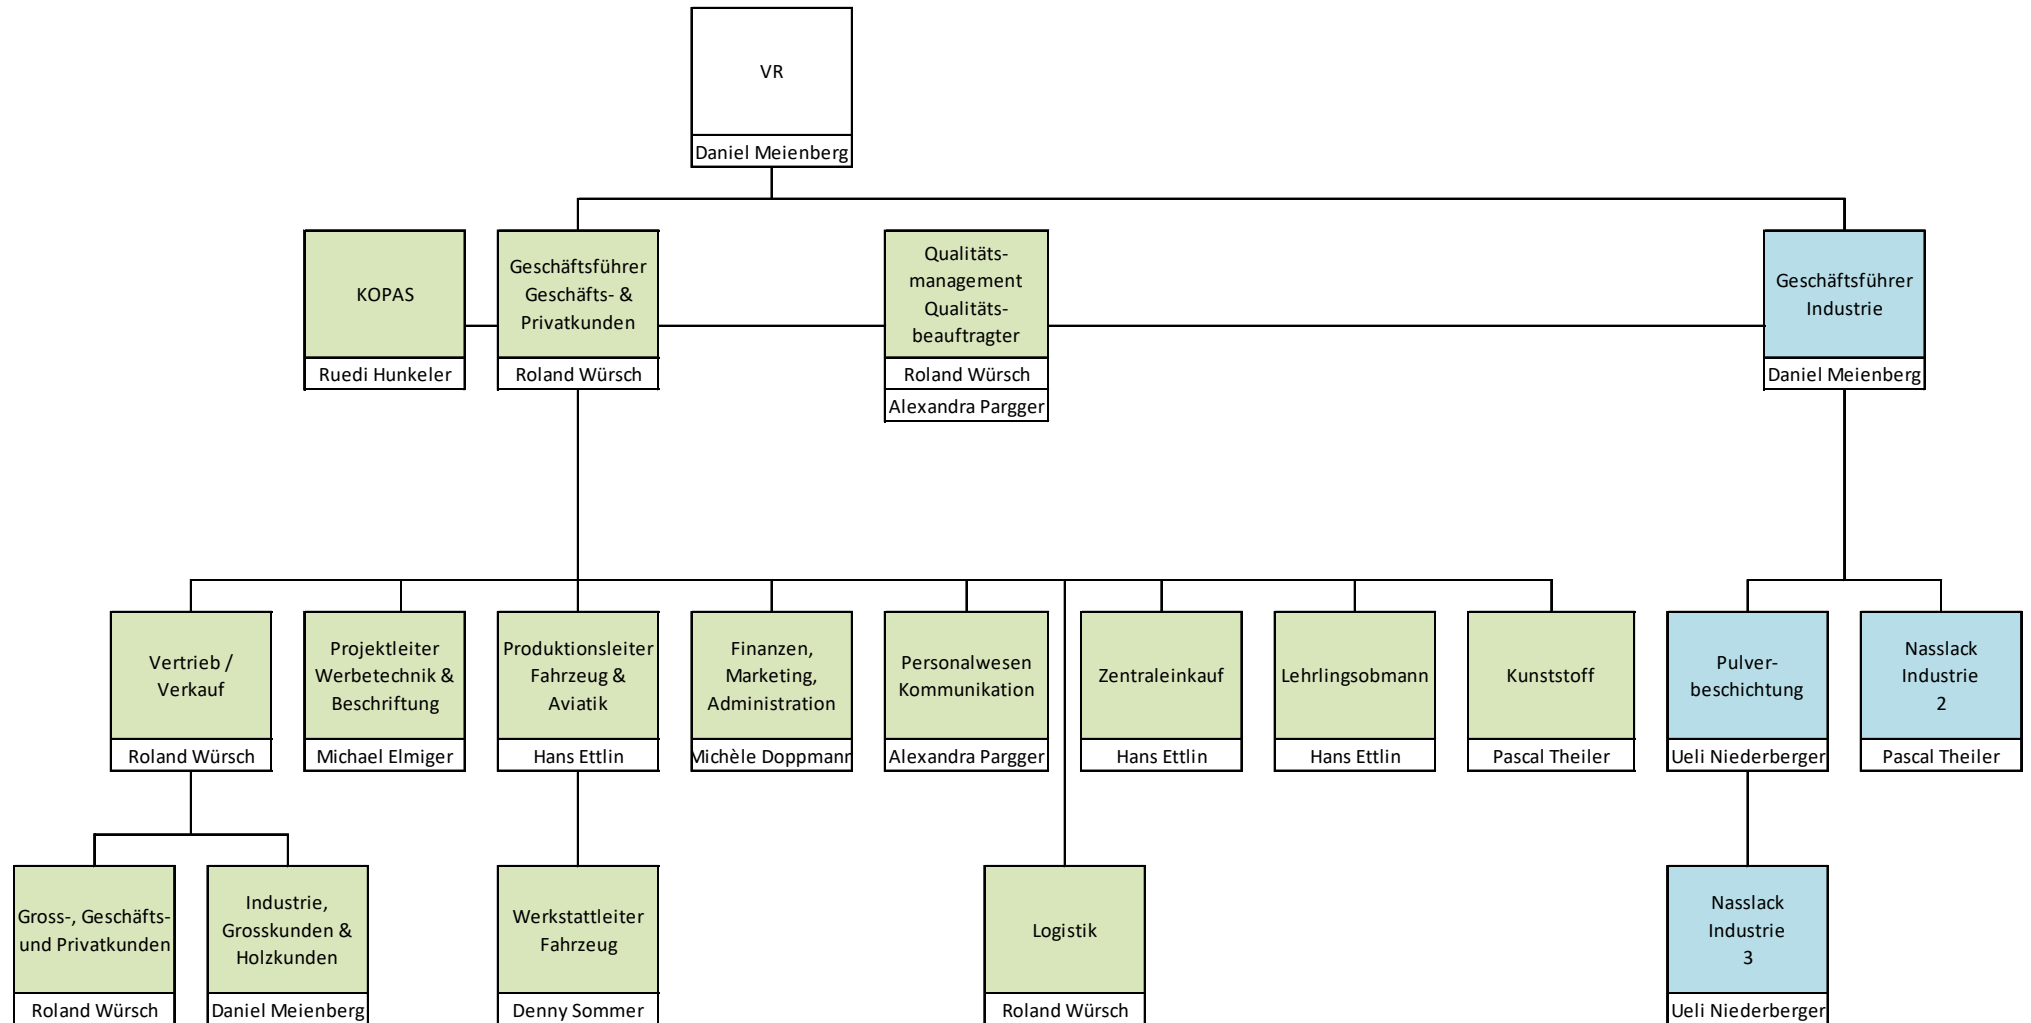 VR
Daniel Meienberg
KOPAS
Ruedi Hunkeler
Geschäftsführer
Geschäfts- &
Privatkunden
Roland Würsch
Qualitäts-
management
Qualitäts-
beauftragter
Roland Würsch
Alexandra Pargger
Geschäftsführer
Industrie
Daniel Meienberg
Vertrieb /
Verkauf
Roland Würsch
Projektleiter
Werbetechnik &
Beschriftung
Michael Elmiger
Produktionsleiter
Fahrzeug &
Aviatik
Hans Ettlin
Finanzen,
Marketing,
Administration
Michèle Doppmann
Personalwesen
Kommunikation
Alexandra Pargger
Zentraleinkauf
Hans Ettlin
Lehrlingsobmann
Hans Ettlin
Kunststoff
Pascal Theiler
Pulver-
beschichtung
Ueli Niederberger
Nasslack
Industrie
2
Pascal Theiler
Gross-, Geschäfts-
und Privatkunden
Roland Würsch
Industrie,
Grosskunden &
Holzkunden
Daniel Meienberg
Werkstattleiter
Fahrzeug
Denny Sommer
Logistik
Roland Würsch
Nasslack
Industrie
3
Ueli Niederberger